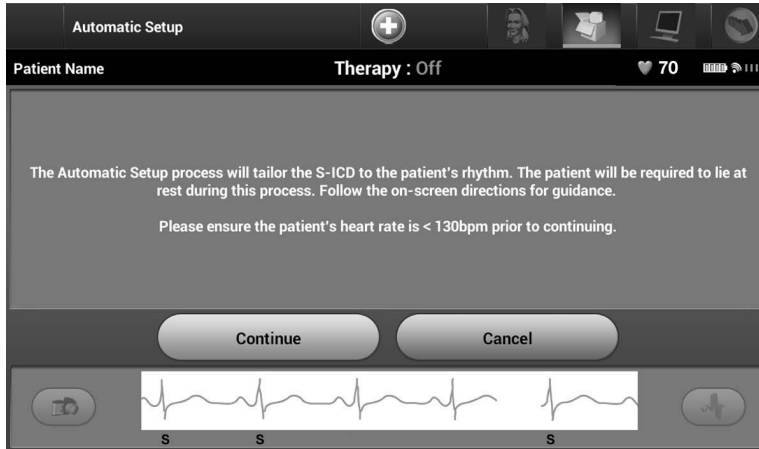 Automatic Setup
Patient Name
Therapy : Off
70
The Automatic Setup process will tailor the S-ICD to the patient's rhythm. The patient will be required to lie at
rest during this process. Follow the on-screen directions for guidance.
Please ensure the patient's heart rate is < 130bpm prior to continuing.
Continue
Cancel
S
S
S